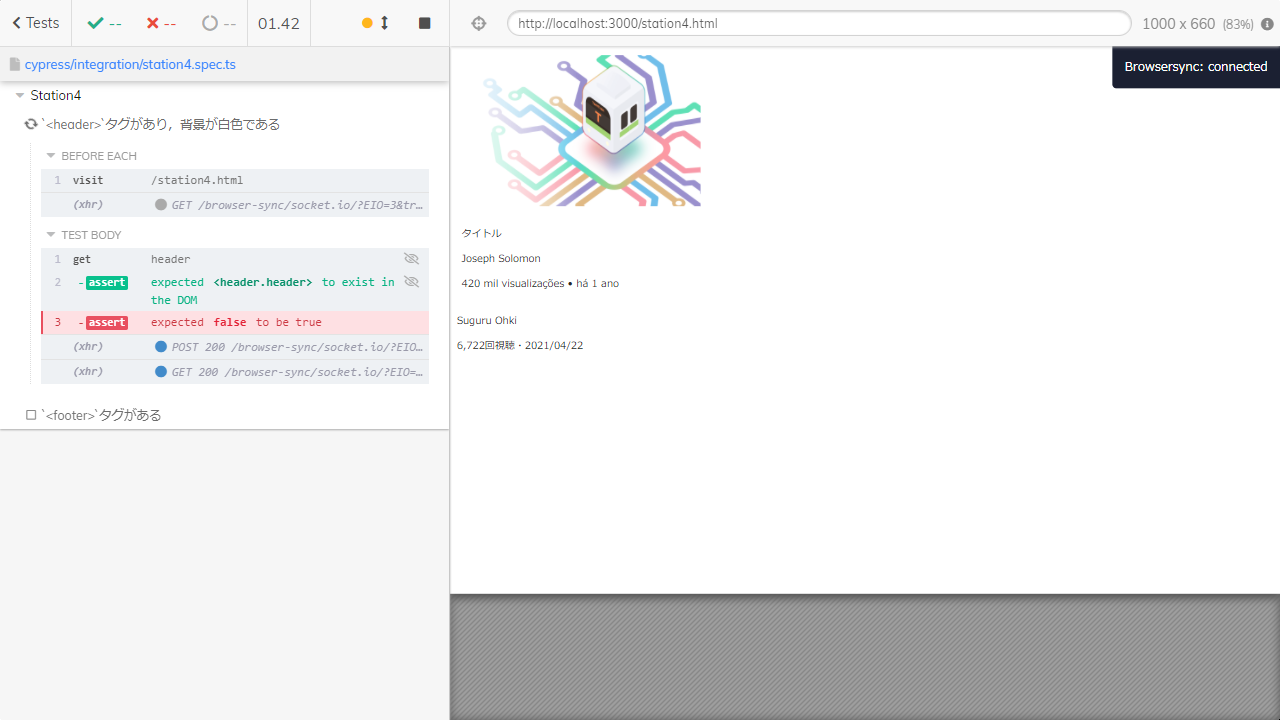 Tests
--
--
--
01.42
http://localhost:3000/station4.html
1000 x 660 (83%)
cypress/integration/station4.spec.ts
Browsersync: connected
Station4
`<header>`タグがあり，背景が白色である
BEFORE EACH
1 visit /station4.html
(xhr) GET /browser-sync/socket.io/?EIO=3&tr…
TEST BODY
1 get header
2 -assert expected <header.header> to exist in
the DOM
3 -assert expected false to be true
(xhr) POST 200 /browser-sync/socket.io/?EIO…
(xhr) GET 200 /browser-sync/socket.io/?EIO=…
`<footer>`タグがある
T
タイトル
Joseph Solomon
420 mil visualizações • há 1 ano
Suguru Ohki
6,722回視聴・2021/04/22